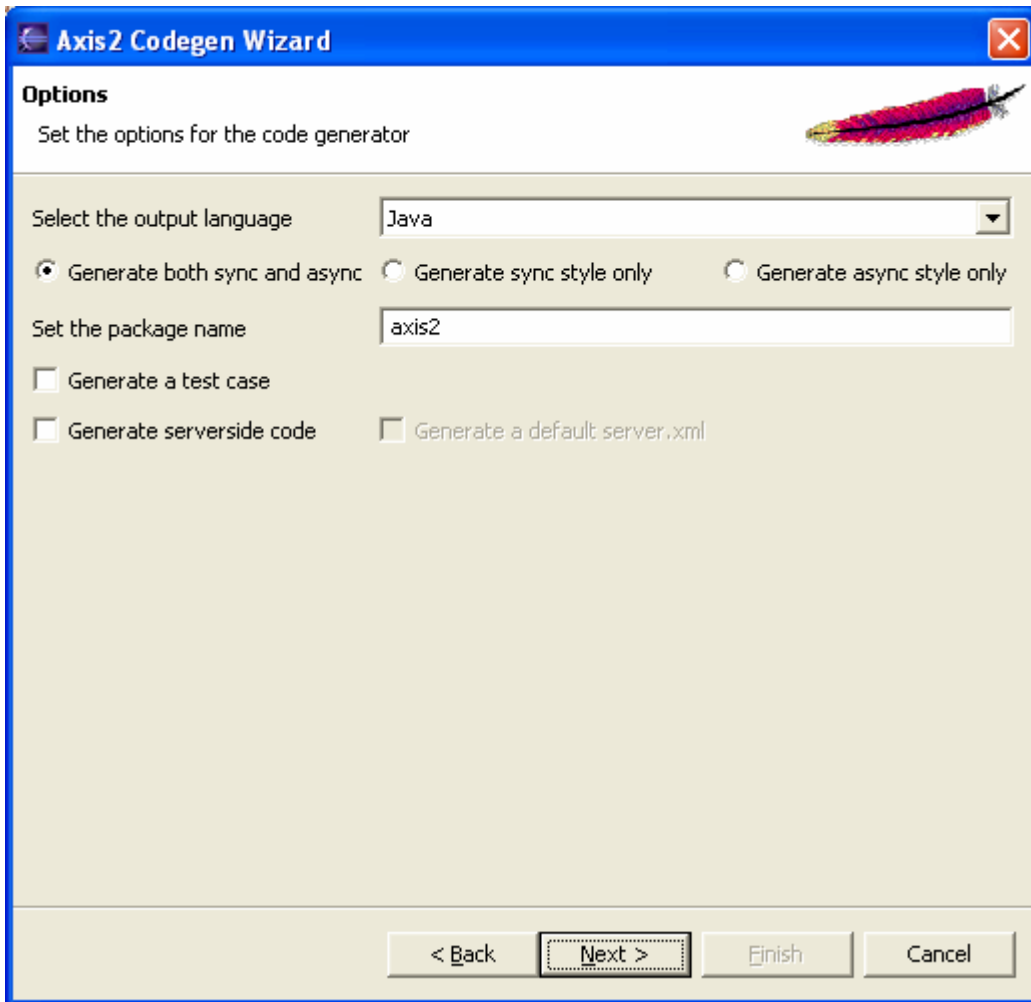 Axis2 Codegen Wizard
Options
Set the options for the code generator
Select the output language Java
Generate both sync and async Generate sync style only Generate async style only
Set the package name axis2
Generate a test case
Generate serverside code Generate a default server.xml
< Back Next > Finish Cancel